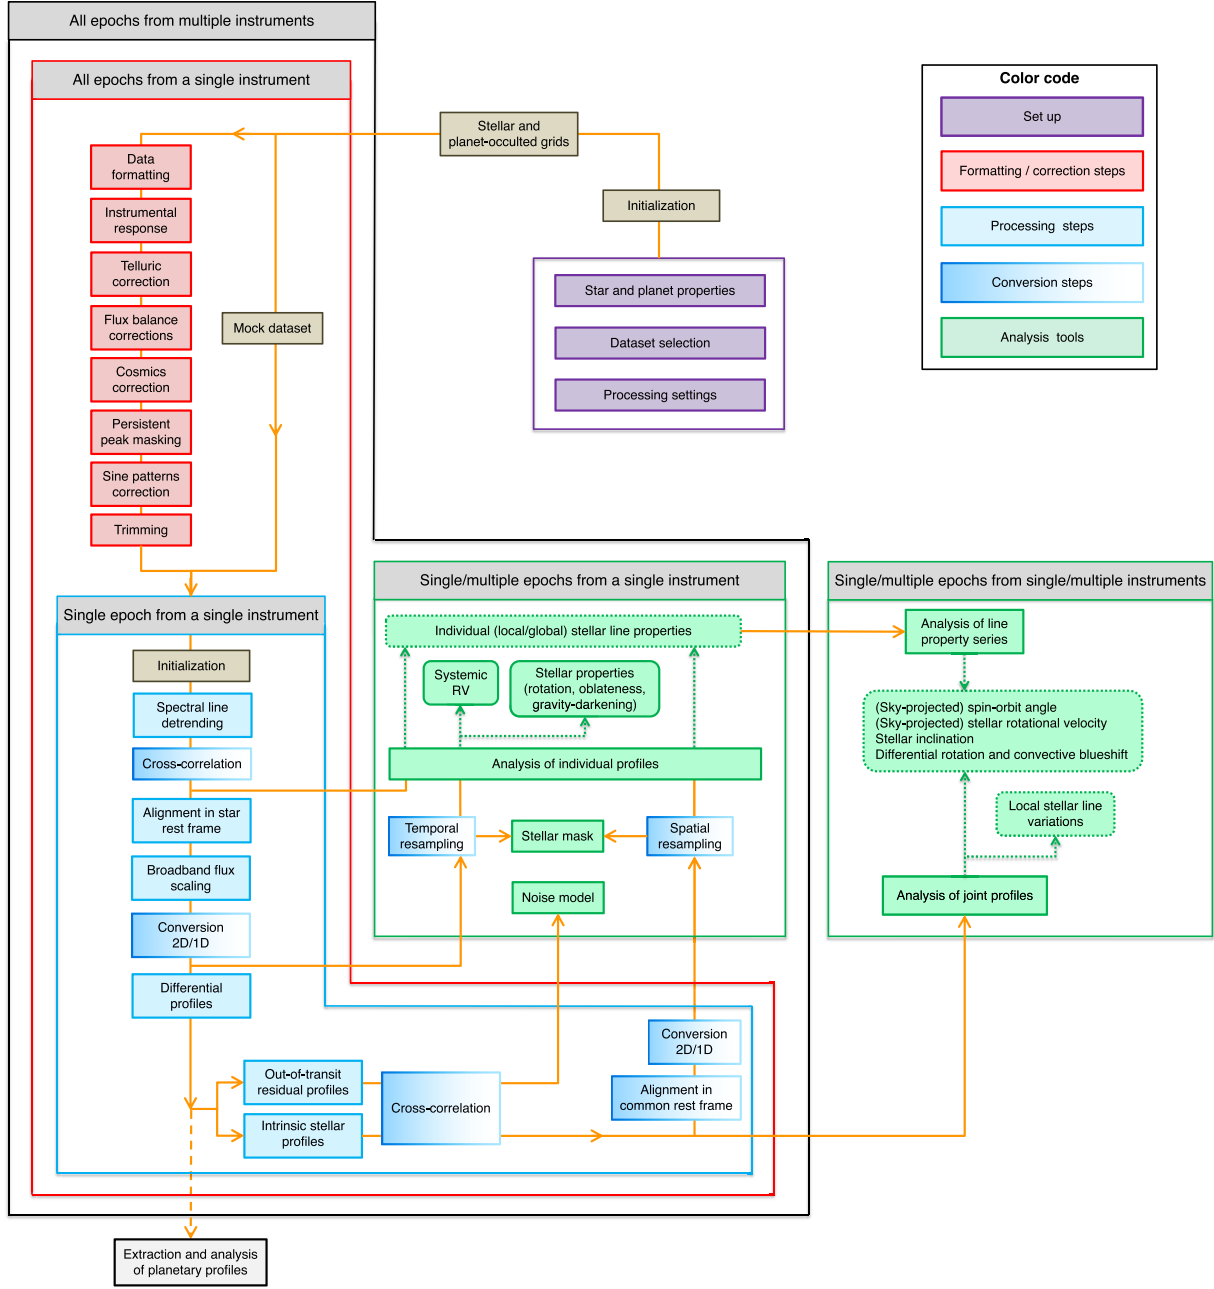 All epochs from multiple instruments
All epochs from a single instrument
Stellar and
planet-occulted grids
Initialization
Star and planet properties
Dataset selection
Processing settings
Color code
Set up
Formatting / correction steps
Processing steps
Conversion steps
Analysis tools
Data
formatting
Instrumental
response
Telluric
correction
Flux balance
corrections
Cosmics
correction
Persistent
peak masking
Sine patterns
correction
Trimming
Mock dataset
Single epoch from a single instrument
Initialization
Spectral line
detrending
Cross-correlation
Alignment in star
rest frame
Broadband flux
scaling
Conversion
2D/1D
Differential
profiles
Out-of-transit
residual profiles
Intrinsic stellar
profiles
Cross-correlation
Conversion
2D/1D
Alignment in
common rest frame
Single/multiple epochs from a single instrument
Individual (local/global) stellar line properties
Systemic
RV
Stellar properties
(rotation, oblateness,
gravity-darkening)
Analysis of individual profiles
Temporal
resampling
Stellar mask
Spatial
resampling
Noise model
Single/multiple epochs from single/multiple instruments
Analysis of line
property series
(Sky-projected) spin-orbit angle
(Sky-projected) stellar rotational velocity
Stellar inclination
Differential rotation and convective blueshift
Local stellar line
variations
Analysis of joint profiles
Extraction and analysis
of planetary profiles